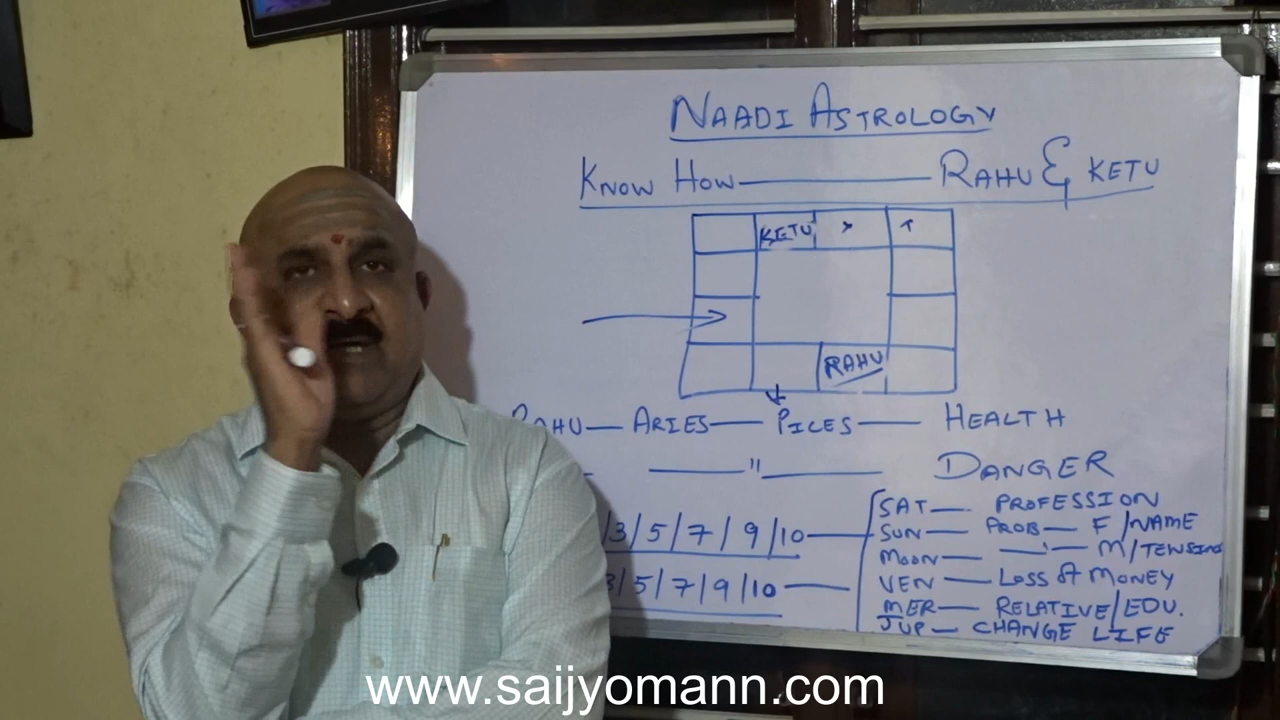 NAADI ASTROLOGY
KNOW HOW——— RAHU & KETU
KETU
RAHU
RAHU— ARIES— PICES— HEALTH
— " — DANGER
SAT— PROFESSION
/3/5/7/9/10— SUN— PROB— F/NAME
MOON— " — M/TENSION
3/5/7/9/10— VEN— LOSS of MONEY
MER— RELATIVE/EDU.
JUP— CHANGE LIFE
www.saijyomann.com